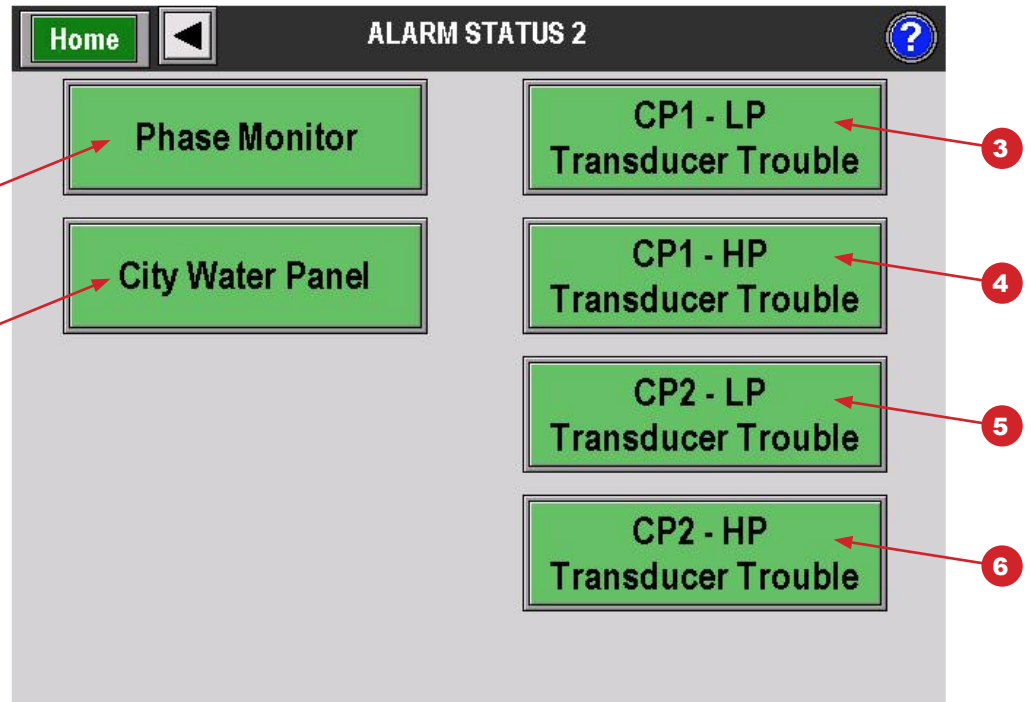 Home
ALARM STATUS 2
?
Phase Monitor
City Water Panel
CP1 - LP
Transducer Trouble
3
CP1 - HP
Transducer Trouble
4
CP2 - LP
Transducer Trouble
5
CP2 - HP
Transducer Trouble
6